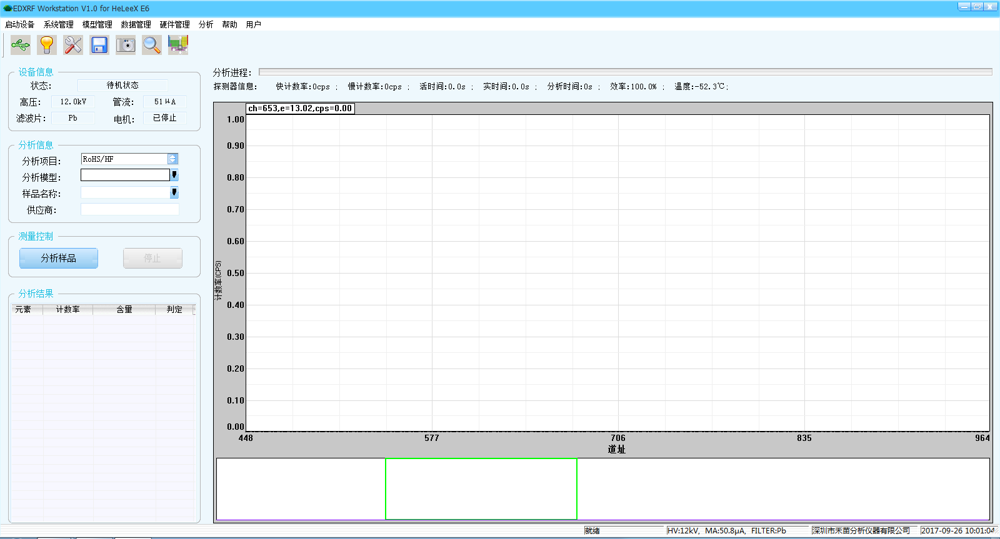 EDXRF Workstation V1.0 for HeLeeX E6
启动设备 系统管理 模型管理 数据管理 硬件管理 分析 帮助 用户
设备信息
状态: 待机状态
高压: 12.0kV 管流: 51μA
滤波片: Pb 电机: 已停止
分析信息
分析项目: RoHS/HF
分析模型:
样品名称:
供应商:
测量控制
分析样品 停止
分析结果
元素 计数率 含量 判定
分析进程:
探测器信息: 快计数率:0cps ; 慢计数率:0cps ; 活时间:0.0s ; 实时间:0.0s ; 分析时间:0s ; 效率:100.0% ; 温度:-52.3℃;
ch=653,e=13.02,cps=0.00
1.00
0.90
0.80
0.70
0.60
0.50
0.40
0.30
0.20
0.10
0.00
计数率(CPS)
448 577 706 835 964
道址
就绪 HV:12kV, MA:50.8μA, FILTER:Pb 深圳市禾苗分析仪器有限公司 2017-09-26 10:01:04